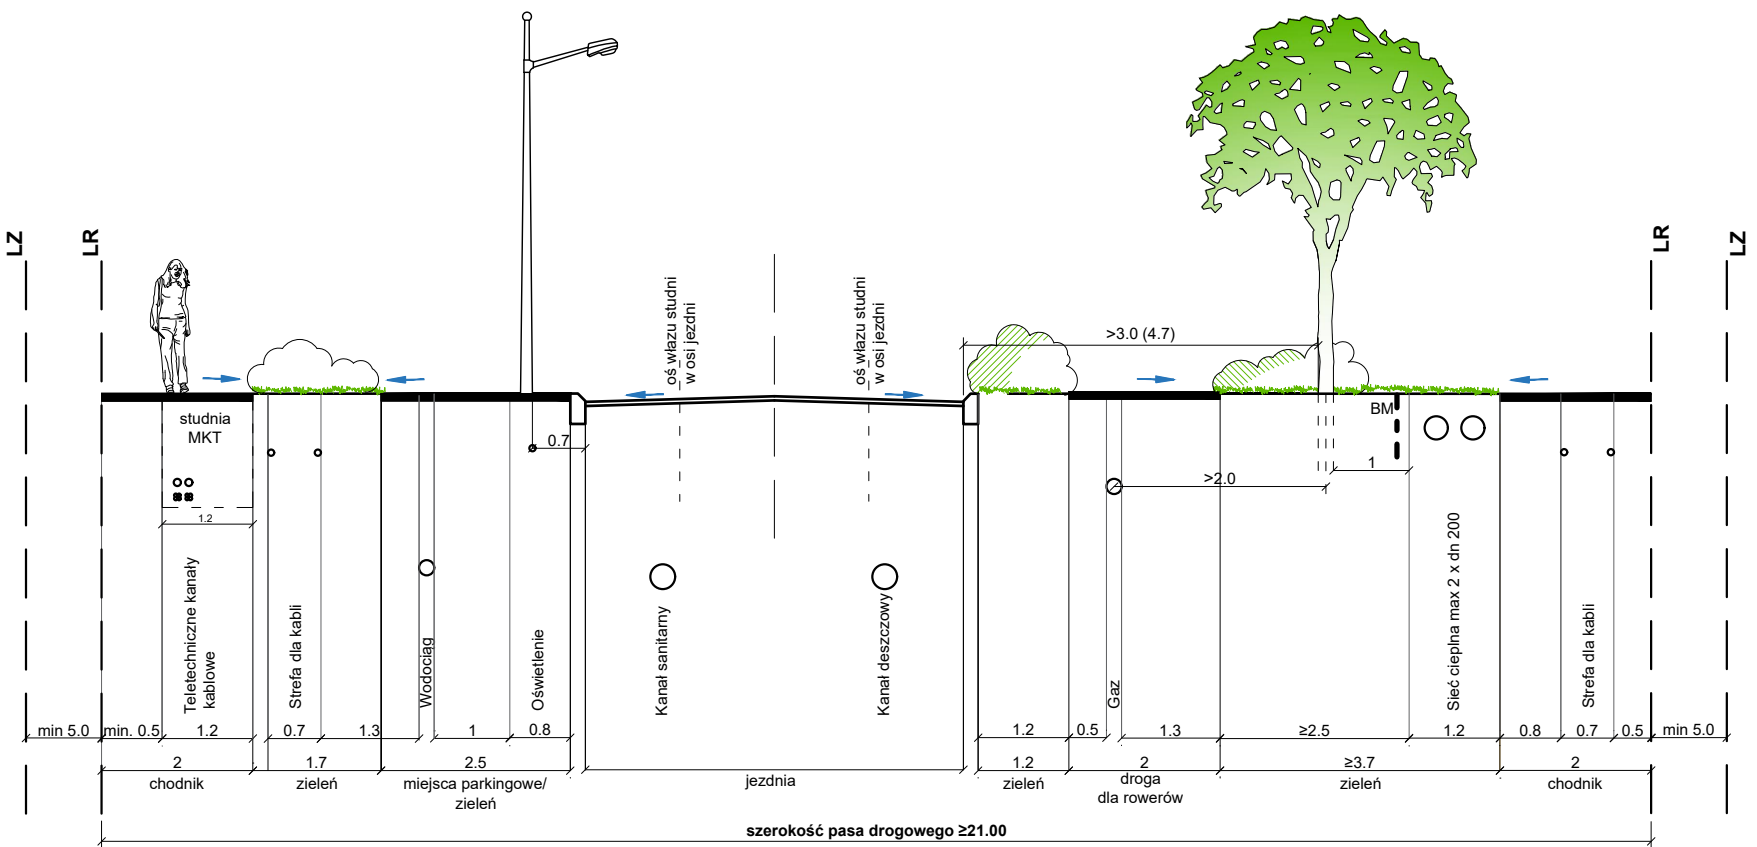 LZ
LR
LR
LZ
oś włazu studni
w osi jezdni
oś włazu studni
w osi jezdni
>3.0 (4.7)
studnia
MKT
BM
0.7
1
>2.0
1.2
Teletechniczne kanały
kablowe
Strefa dla kabli
Wodociąg
Oświetlenie
Kanał sanitarny
Kanał deszczowy
Gaz
Sieć cieplna max 2 x dn 200
Strefa dla kabli
min 5.0
min. 0.5
1.2
0.7
1.3
1
0.8
1.2
0.5
1.3
≥2.5
1.2
0.8
0.7
0.5
min 5.0
2
1.7
2.5
1.2
2
≥3.7
2
chodnik
zieleń
miejsca parkingowe/
zieleń
jezdnia
zieleń
droga
dla rowerów
zieleń
chodnik
szerokość pasa drogowego ≥21.00